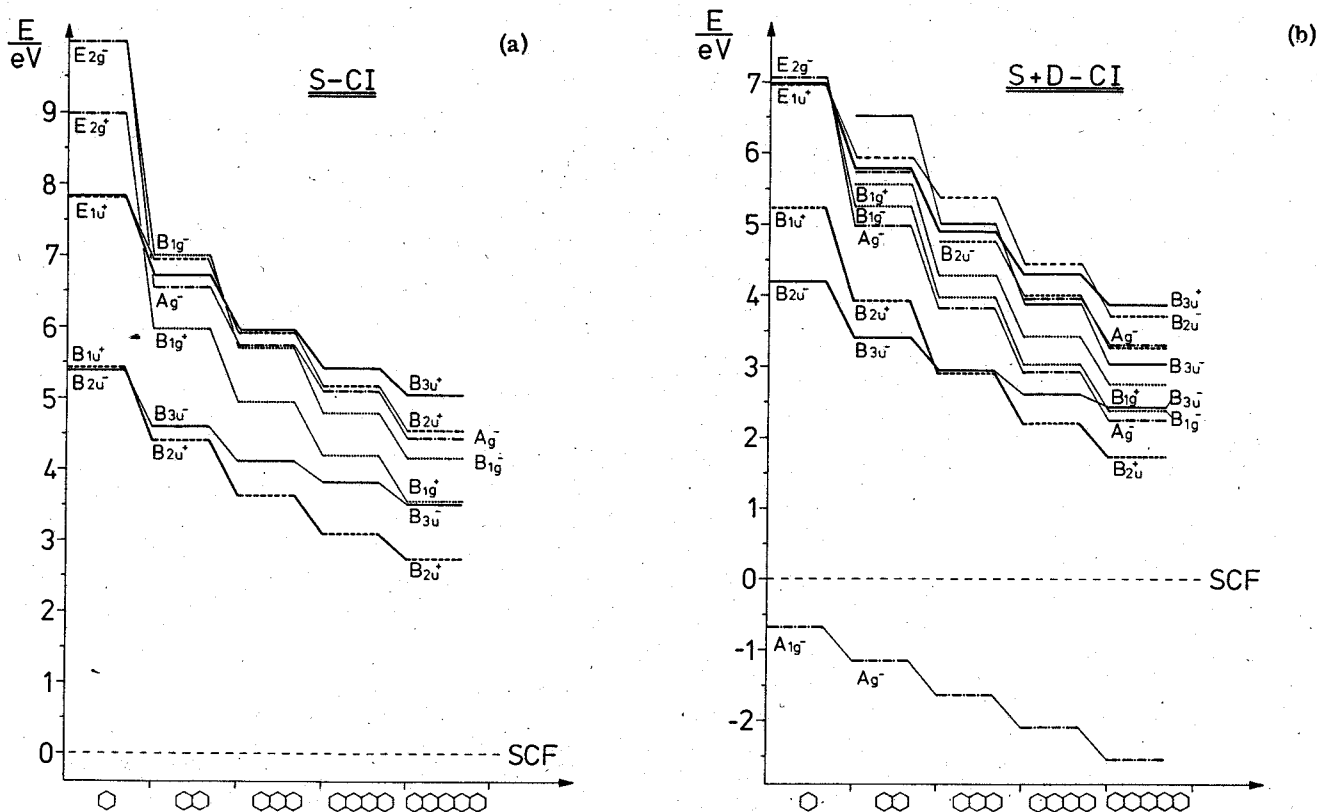 E
eV
(a)
S-CI
E2g-
E2g+
E1u+
B1u+
B2u-
B1g-
Ag-
B1g+
B3u-
B2u+
B3u+
B2u+
Ag-
B1g-
B1g+
B3u-
B2u+
9
8
7
6
5
4
3
2
1
0
SCF
E
eV
(b)
S+D-CI
E2g-
E1u+
B1u+
B2u-
B1g+
B1g-
Ag-
B2u+
B3u-
B2u-
B3u+
B2u-
Ag-
B3u-
B3u-
B1g+
B1g-
Ag-
B2u+
7
6
5
4
3
2
1
0
-1
-2
SCF
A1g-
Ag-